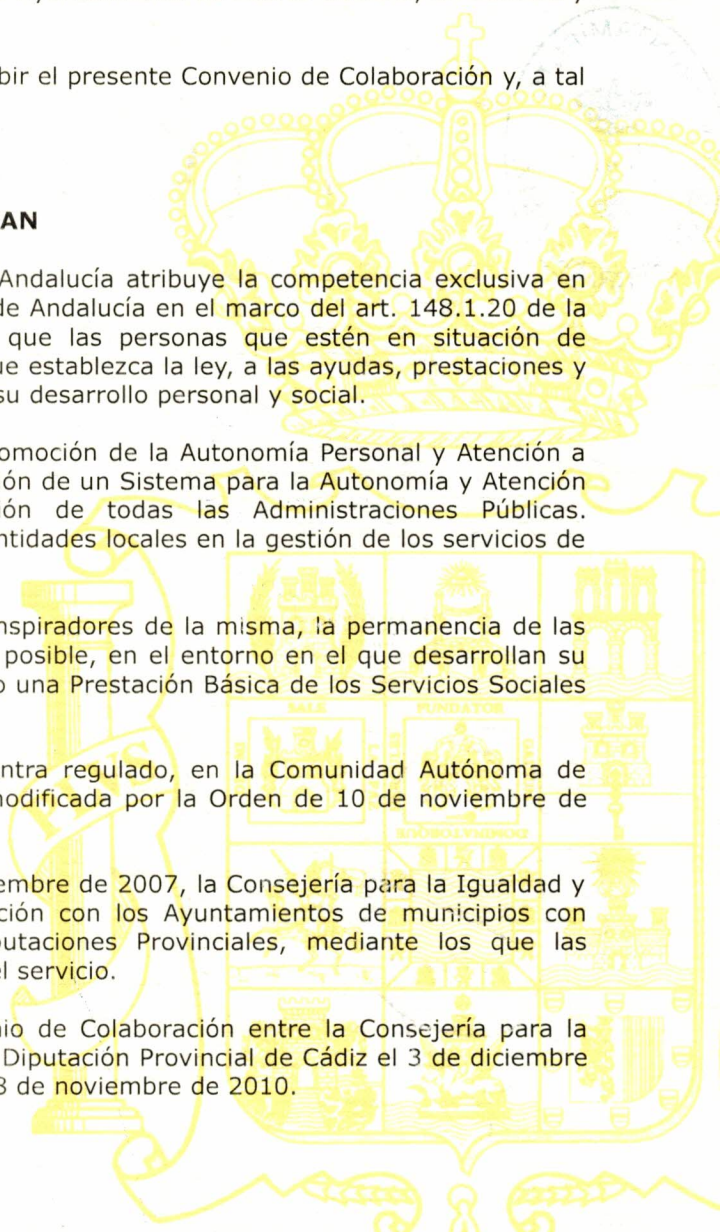 bir el presente Convenio de Colaboración y, a tal
AN
Andalucía atribuye la competencia exclusiva en
de Andalucía en el marco del art. 148.1.20 de la
que las personas que estén en situación de
ue establezca la ley, a las ayudas, prestaciones y
su desarrollo personal y social.
omoción de la Autonomía Personal y Atención a
ón de un Sistema para la Autonomía y Atención
ión de todas las Administraciones Públicas.
ntidades locales en la gestión de los servicios de
nspiradores de la misma, la permanencia de las
posible, en el entorno en el que desarrollan su
o una Prestación Básica de los Servicios Sociales
SALE FUNDATOR
ntra regulado, en la Comunidad Autónoma de
modificada por la Orden de 10 de noviembre de
PLVS
DOMINATORQUE
embre de 2007, la Consejería para la Igualdad y
ción con los Ayuntamientos de municipios con
putaciones Provinciales, mediante los que las
el servicio.
nio de Colaboración entre la Consejería para la
Diputación Provincial de Cádiz el 3 de diciembre
8 de noviembre de 2010.